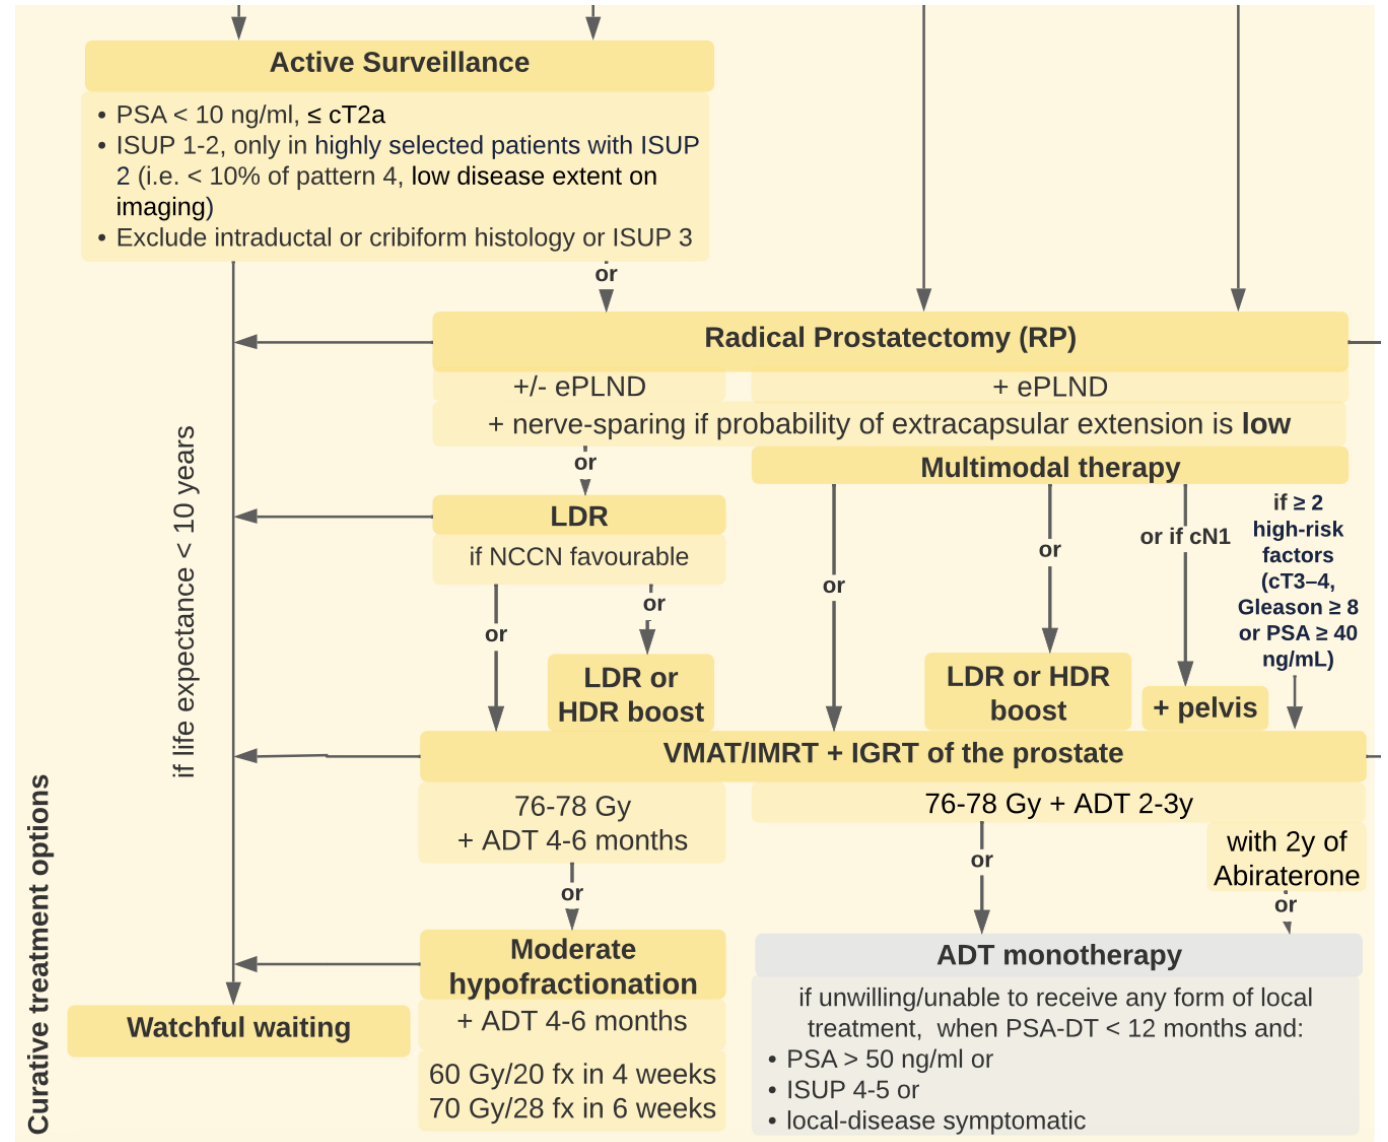 Active Surveillance
• PSA < 10 ng/ml, ≤ cT2a
• ISUP 1-2, only in highly selected patients with ISUP
2 (i.e. < 10% of pattern 4, low disease extent on
imaging)
• Exclude intraductal or cribiform histology or ISUP 3
or
Radical Prostatectomy (RP)
+/- ePLND
+ ePLND
+ nerve-sparing if probability of extracapsular extension is low
or
Multimodal therapy
LDR
if NCCN favourable
or
or
or
or
or if cN1
if ≥ 2
high-risk
factors
(cT3–4,
Gleason ≥ 8
or PSA ≥ 40
ng/mL)
LDR or
HDR boost
LDR or HDR
boost
+ pelvis
VMAT/IMRT + IGRT of the prostate
76-78 Gy
+ ADT 4-6 months
76-78 Gy + ADT 2-3y
with 2y of
Abiraterone
or
or
or
Moderate
hypofractionation
+ ADT 4-6 months
60 Gy/20 fx in 4 weeks
70 Gy/28 fx in 6 weeks
ADT monotherapy
if unwilling/unable to receive any form of local
treatment, when PSA-DT < 12 months and:
• PSA > 50 ng/ml or
• ISUP 4-5 or
• local-disease symptomatic
if life expectance < 10 years
Watchful waiting
Curative treatment options